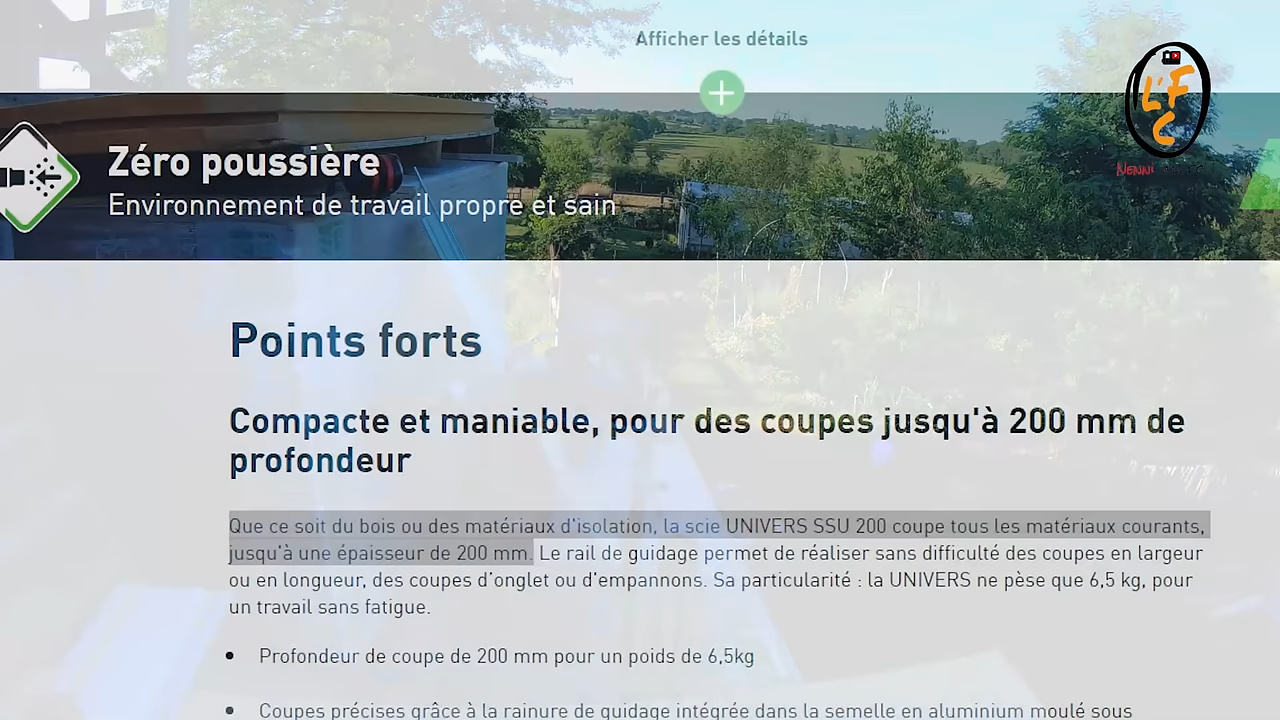 Afficher les détails
L'F
C
NENNI
Zéro poussière
Environnement de travail propre et sain
Points forts
Compacte et maniable, pour des coupes jusqu'à 200 mm de
profondeur
Que ce soit du bois ou des matériaux d'isolation, la scie UNIVERS SSU 200 coupe tous les matériaux courants,
jusqu'à une épaisseur de 200 mm. Le rail de guidage permet de réaliser sans difficulté des coupes en largeur
ou en longueur, des coupes d'onglet ou d'empannons. Sa particularité : la UNIVERS ne pèse que 6,5 kg, pour
un travail sans fatigue.
• Profondeur de coupe de 200 mm pour un poids de 6,5kg
• Coupes précises grâce à la rainure de guidage intégrée dans la semelle en aluminium moulé sous